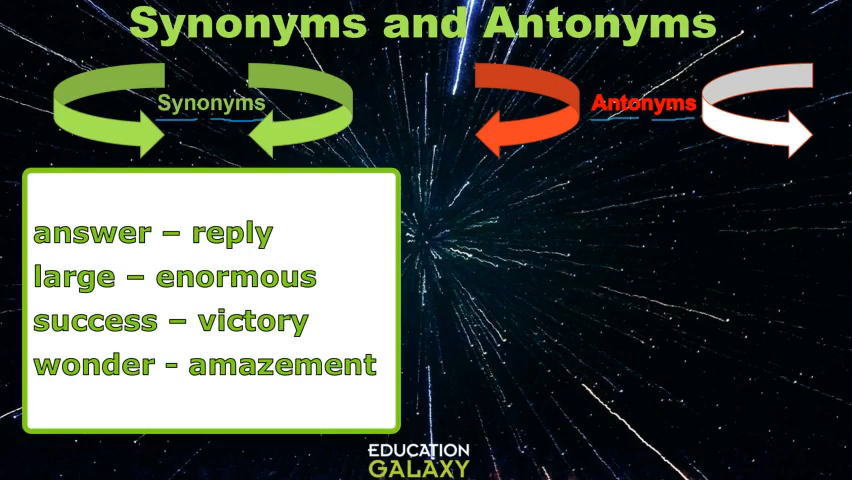 Synonyms and Antonyms
Synonyms
Antonyms
answer – reply
large – enormous
success – victory
wonder - amazement
EDUCATION
GALAXY